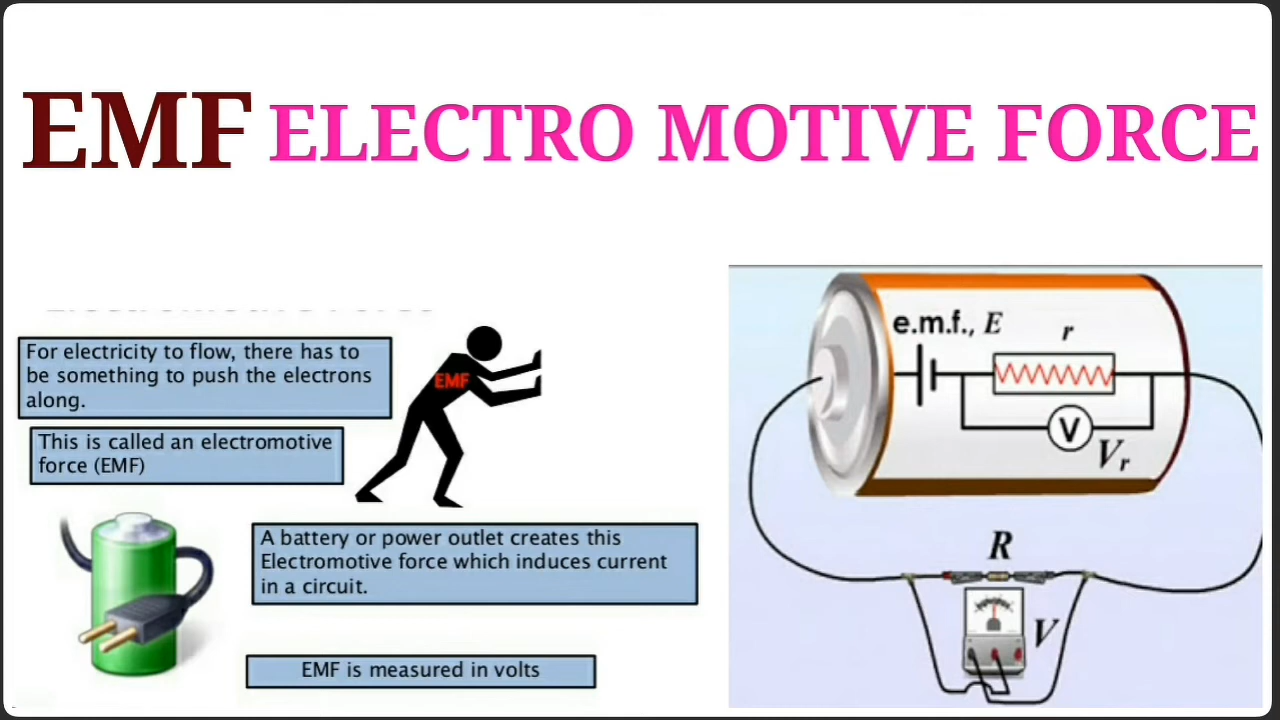 EMF ELECTRO MOTIVE FORCE
For electricity to flow, there has to
be something to push the electrons
along.
EMF
This is called an electromotive
force (EMF)
A battery or power outlet creates this
Electromotive force which induces current
in a circuit.
EMF is measured in volts
e.m.f., E
r
V
Vr
R
V